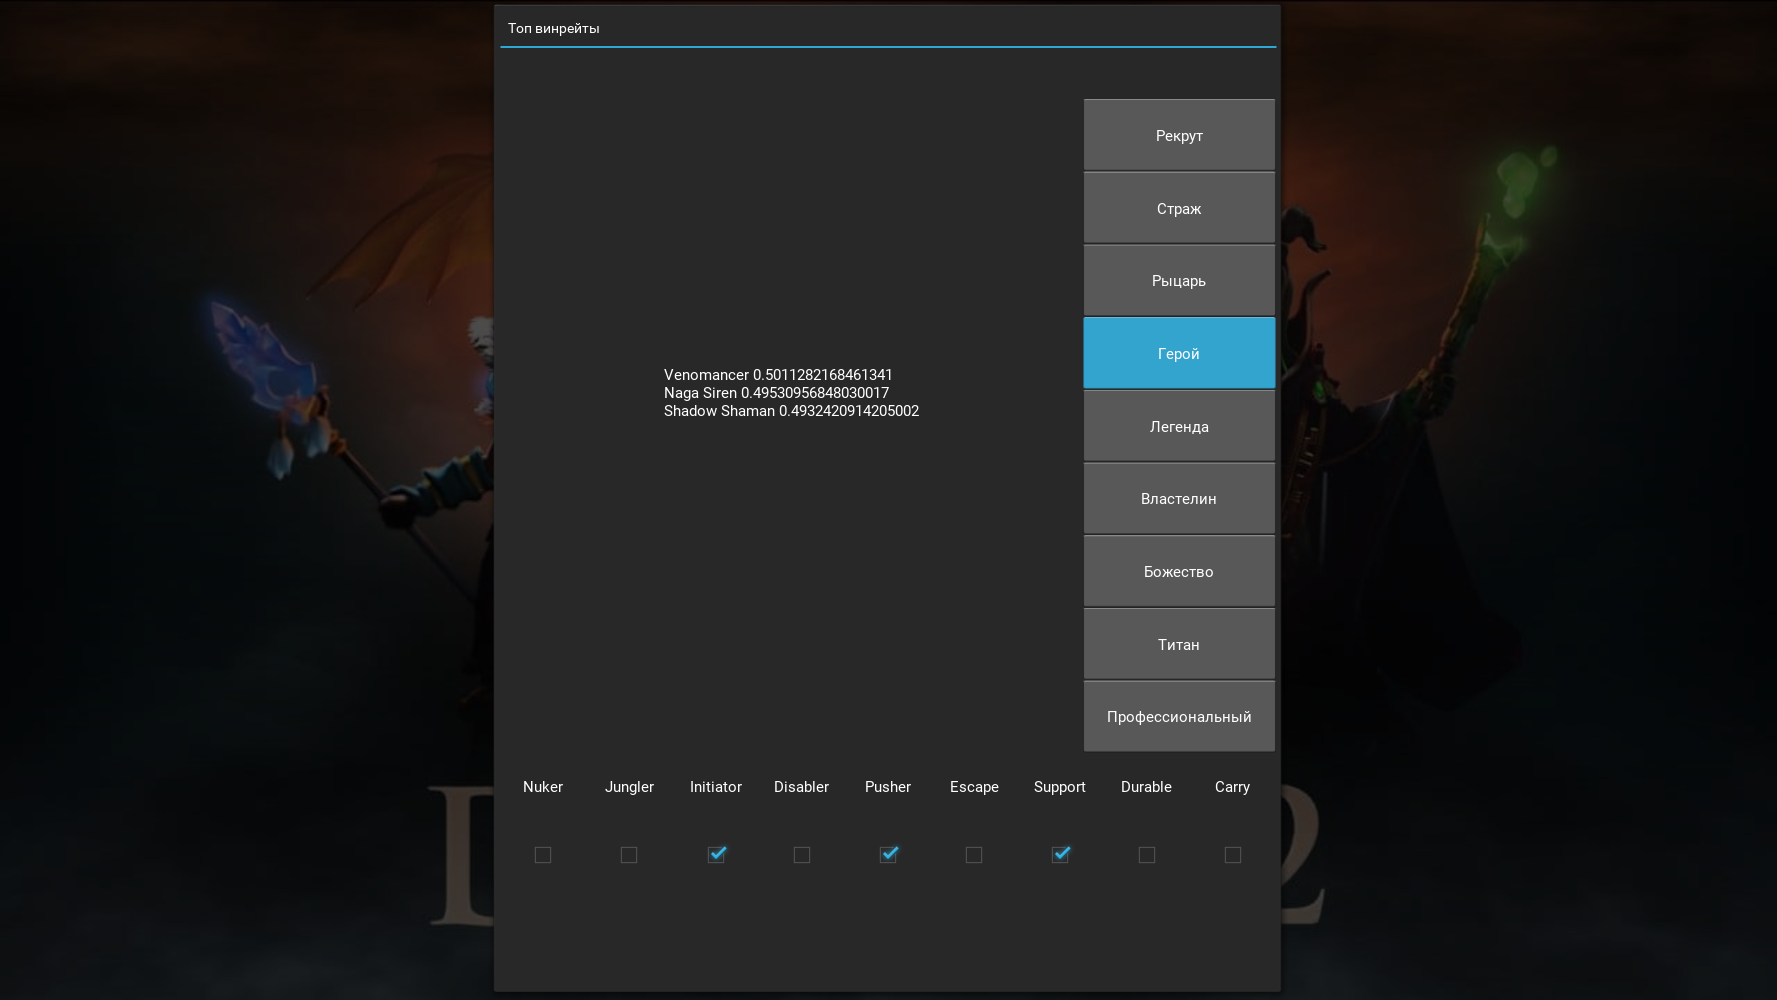 Топ винрейты
Рекрут
Страж
Рыцарь
Герой
Легенда
Властелин
Божество
Титан
Профессиональный
Venomancer 0.5011282168461341
Naga Siren 0.49530956848030017
Shadow Shaman 0.4932420914205002
Nuker Jungler Initiator Disabler Pusher Escape Support Durable Carry
2